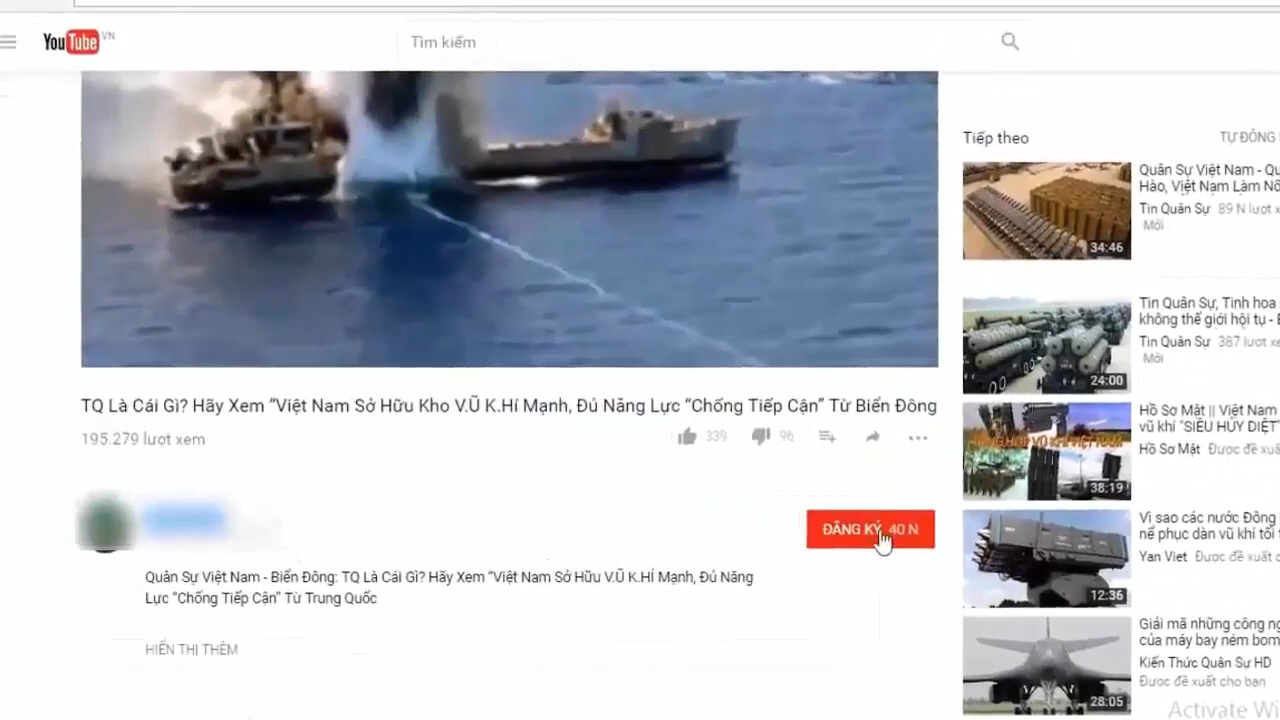 YouTube VN
Tìm kiếm
TQ Là Cái Gì? Hãy Xem “Việt Nam Sở Hữu Kho V.Ũ K.Hí Mạnh, Đủ Năng Lực “Chống Tiếp Cận” Từ Biển Đông
195.279 lượt xem
339
96
ĐĂNG KÝ 40 N
Quân Sự Việt Nam - Biển Đông: TQ Là Cái Gì? Hãy Xem “Việt Nam Sở Hữu V.Ũ K.HÍ Mạnh, Đủ Năng
Lực “Chống Tiếp Cận” Từ Trung Quốc
HIỂN THỊ THÊM
Tiếp theo
TỰ ĐỘNG
34:46
Quân Sự Việt Nam - Qu
Hào, Việt Nam Làm
Tin Quân Sự 89 N lượt
Mới
24:00
Tin Quân Sự, Tinh hoa
không thế giới hội tụ -
Tin Quân Sự 387 lượt
Mới
38:19
Hồ Sơ Mật || Việt Nam
vũ khí "SIÊU HỦY DIỆT"
Hồ Sơ Mật Được đề
12:36
Vì sao các nước Đông
nể phục dàn vũ khí tối
Yan Viet Được đề xuất
28:05
Giải mã những công
của máy bay ném bom
Kiến Thức Quân Sự HD
Được đề xuất cho bạn
Activate Wi